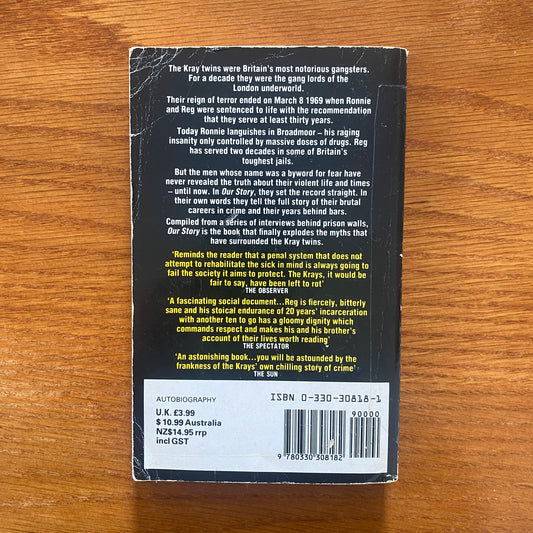 The Kray twins were Britain's most notorious gangsters.
For a decade they were the gang lords of the
London underworld.
Their reign of terror ended on March 8 1969 when Ronnie
and Reg were sentenced to life with the recommendation
that they serve at least thirty years.
Today Ronnie languishes in Broadmoor – his raging
insanity only controlled by massive doses of drugs. Reg
has served two decades in some of Britain's
toughest jails.
But the men whose name was a byword for fear have
never revealed the truth about their violent life and times
– until now. In Our Story, they set the record straight. In
their own words they tell the full story of their brutal
careers in crime and their years behind bars.
Compiled from a series of interviews behind prison walls,
Our Story is the book that finally explodes the myths that
have surrounded the Kray twins.
'Reminds the reader that a penal system that does not
attempt to rehabilitate the sick in mind is always going to
fail the society it aims to protect. The Krays, it would be
fair to say, have been left to rot'
THE OBSERVER
'A fascinating social document...Reg is fiercely, bitterly
sane and his stoical endurance of 20 years' incarceration
with another ten to go has a gloomy dignity which
commands respect and makes his and his brother's
account of their lives worth reading'
THE SPECTATOR
'An astonishing book...you will be astounded by the
frankness of the Krays' own chilling story of crime'
THE SUN
AUTOBIOGRAPHY
U.K. £3.99
$ 10.99 Australia
NZ$14.95 rrp
incl GST
ISBN 0-330-30818-1
90000
9 780330 308182